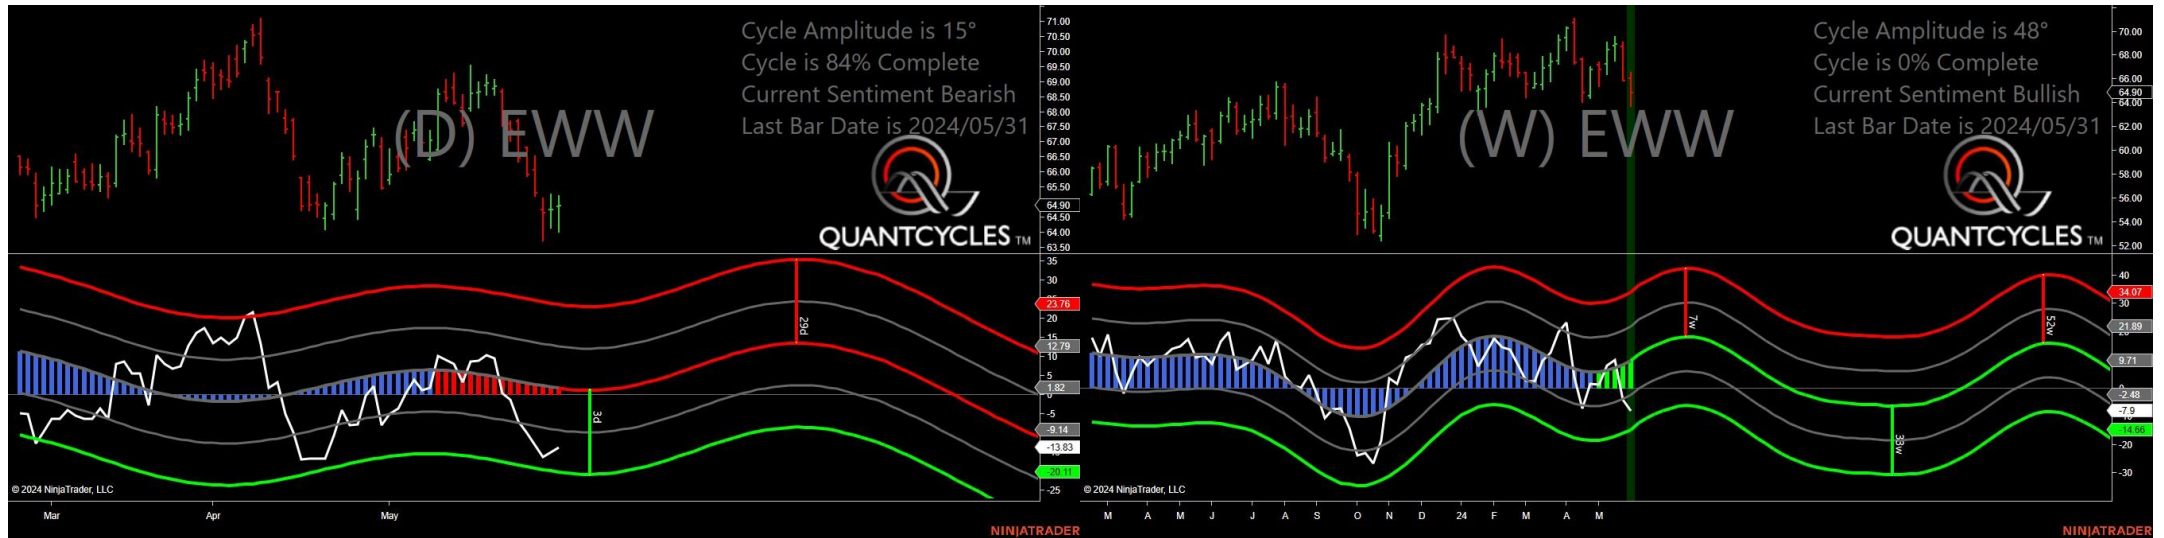 Cycle Amplitude is 15°
Cycle is 84% Complete
Current Sentiment Bearish
Last Bar Date is 2024/05/31
(D) EWW
QUANTCYCLES TM
71.00
70.50
70.00
69.50
69.00
68.50
68.00
67.50
67.00
66.50
66.00
65.50
64.90
64.50
64.00
63.50
35
30
23.76
20
15
12.79
10
5
1.82
0
-5
-9.14
-13.83
-20.11
-25
29d
3d
© 2024 NinjaTrader, LLC
Mar Apr May
NINJATRADER
Cycle Amplitude is 48°
Cycle is 0% Complete
Current Sentiment Bullish
Last Bar Date is 2024/05/31
(W) EWW
QUANTCYCLES TM
70.00
68.00
66.00
64.90
64.00
62.00
60.00
58.00
56.00
54.00
52.00
40
34.07
30
21.89
9.71
0
-2.48
-7.9
-14.66
-20
-30
7w
52w
33w
© 2024 NinjaTrader, LLC
M A M J J A S O N D 24 F M A M
NINJATRADER